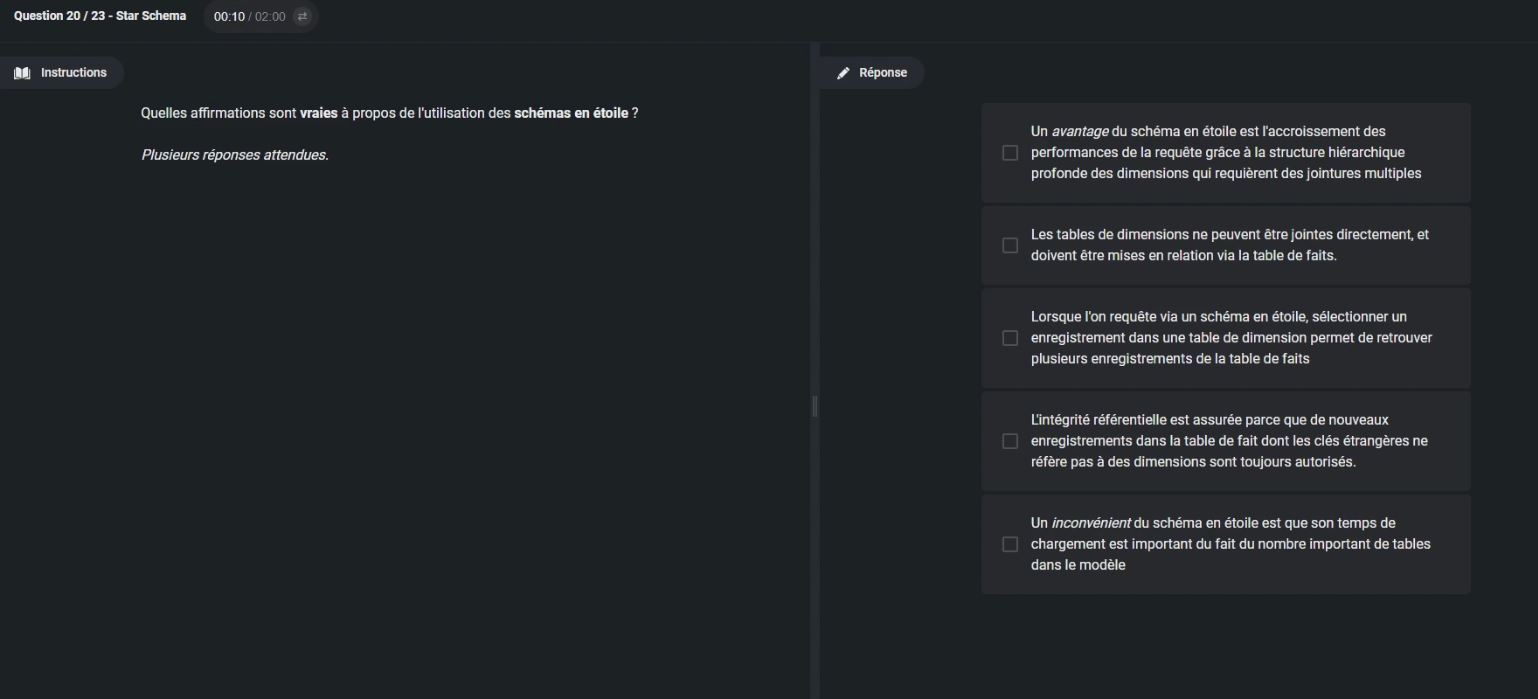 Question 20 / 23 - Star Schema
00:10 / 02:00
Instructions
Quelles affirmations sont vraies à propos de l'utilisation des schémas en étoile ?
Plusieurs réponses attendues.
Réponse
Un avantage du schéma en étoile est l'accroissement des
performances de la requête grâce à la structure hiérarchique
profonde des dimensions qui requièrent des jointures multiples
Les tables de dimensions ne peuvent être jointes directement, et
doivent être mises en relation via la table de faits.
Lorsque l'on requête via un schéma en étoile, sélectionner un
enregistrement dans une table de dimension permet de retrouver
plusieurs enregistrements de la table de faits
L'intégrité référentielle est assurée parce que de nouveaux
enregistrements dans la table de fait dont les clés étrangères ne
réfère pas à des dimensions sont toujours autorisés.
Un inconvénient du schéma en étoile est que son temps de
chargement est important du fait du nombre important de tables
dans le modèle